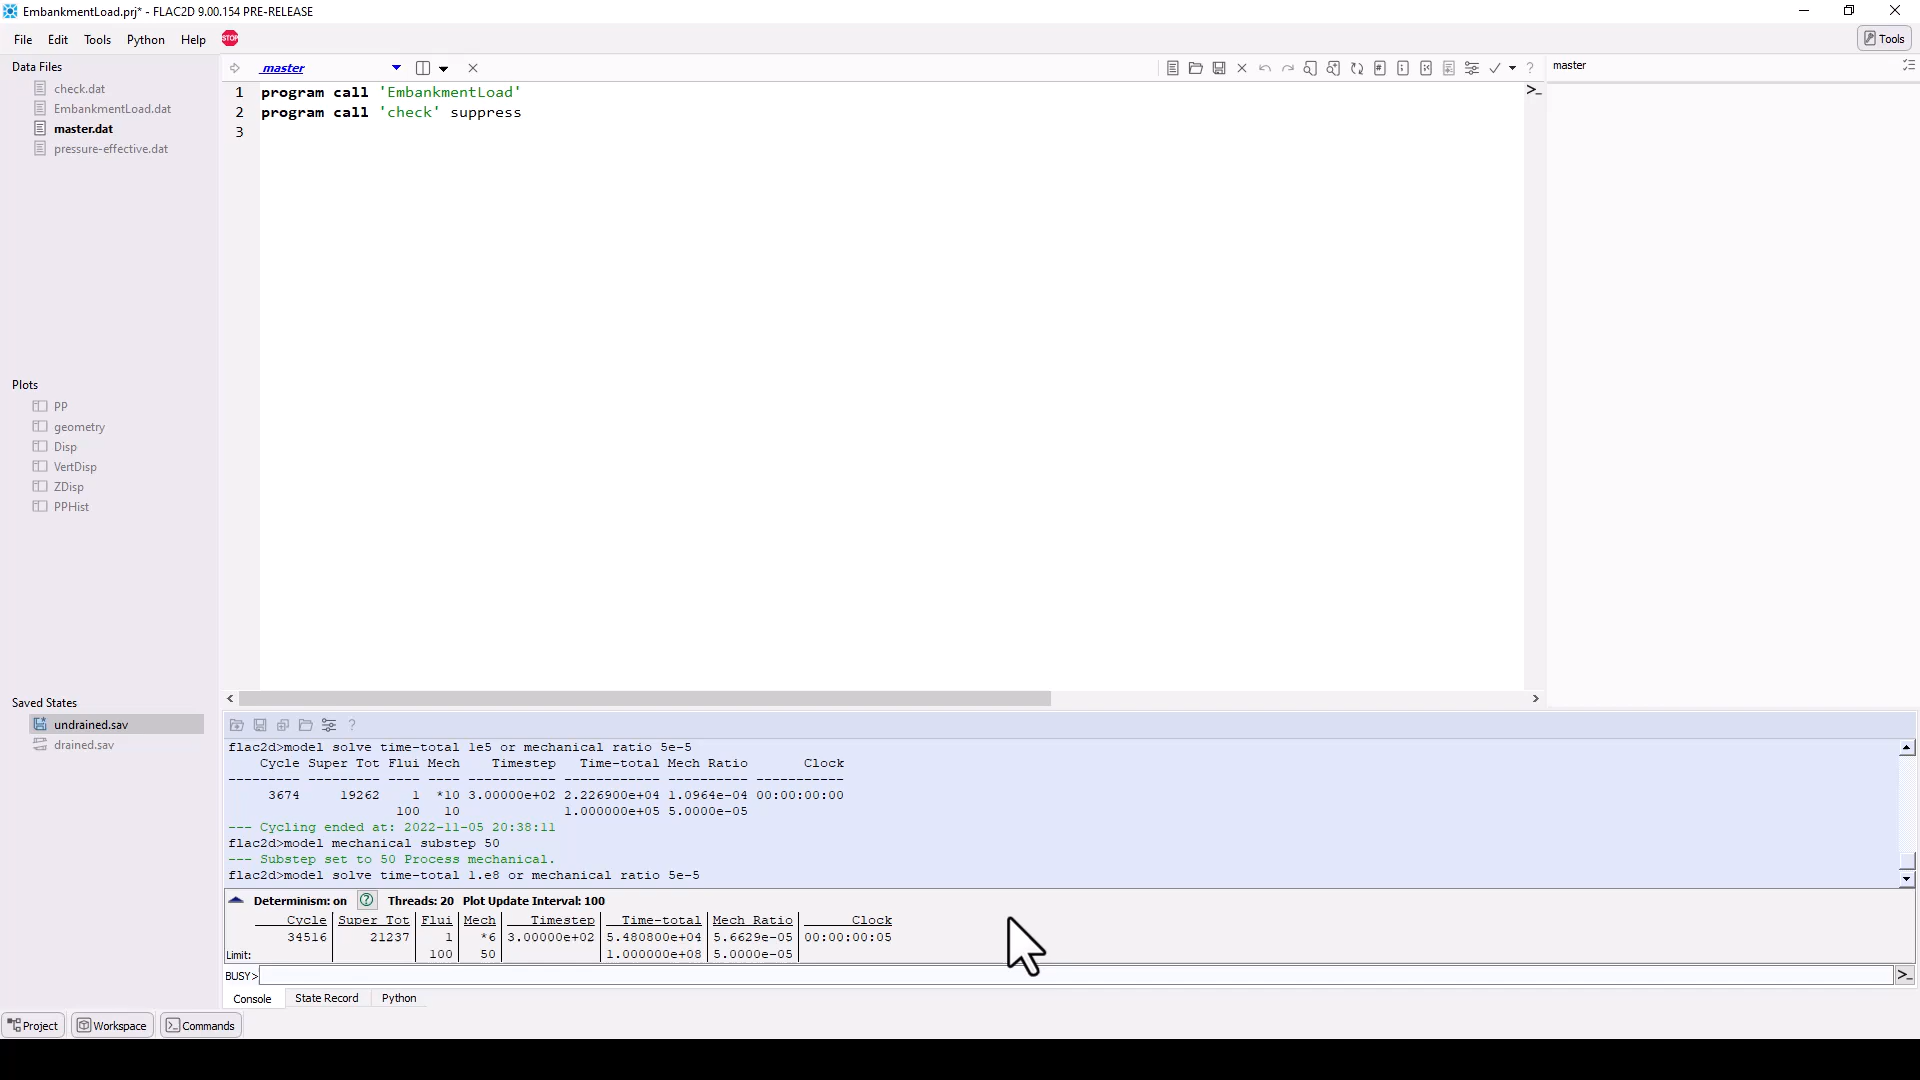 EmbankmentLoad.prj* - FLAC2D 9.00.154 PRE-RELEASE
File Edit Tools Python Help STOP
Tools
Data Files
check.dat
EmbankmentLoad.dat
master.dat
pressure-effective.dat
Plots
PP
geometry
Disp
VertDisp
ZDisp
PPHist
Saved States
undrained.sav
drained.sav
master
1 program call 'EmbankmentLoad'
2 program call 'check' suppress
3
master
flac2d>model solve time-total 1e5 or mechanical ratio 5e-5
Cycle Super Tot Flui Mech Timestep Time-total Mech Ratio Clock
--------- --------- ---- ---- ----------- ------------ ---------- -----------
3674 19262 1 *10 3.00000e+02 2.226900e+04 1.0964e-04 00:00:00:00
100 10 1.000000e+05 5.0000e-05
--- Cycling ended at: 2022-11-05 20:38:11
flac2d>model mechanical substep 50
--- Substep set to 50 Process mechanical.
flac2d>model solve time-total 1.e8 or mechanical ratio 5e-5
Determinism: on ? Threads: 20 Plot Update Interval: 100
Cycle Super Tot Flui Mech Timestep Time-total Mech Ratio Clock
34516 21237 1 *6 3.00000e+02 5.480800e+04 5.6629e-05 00:00:00:05
Limit: 100 50 1.000000e+08 5.0000e-05
BUSY>
Console State Record Python
Project Workspace Commands